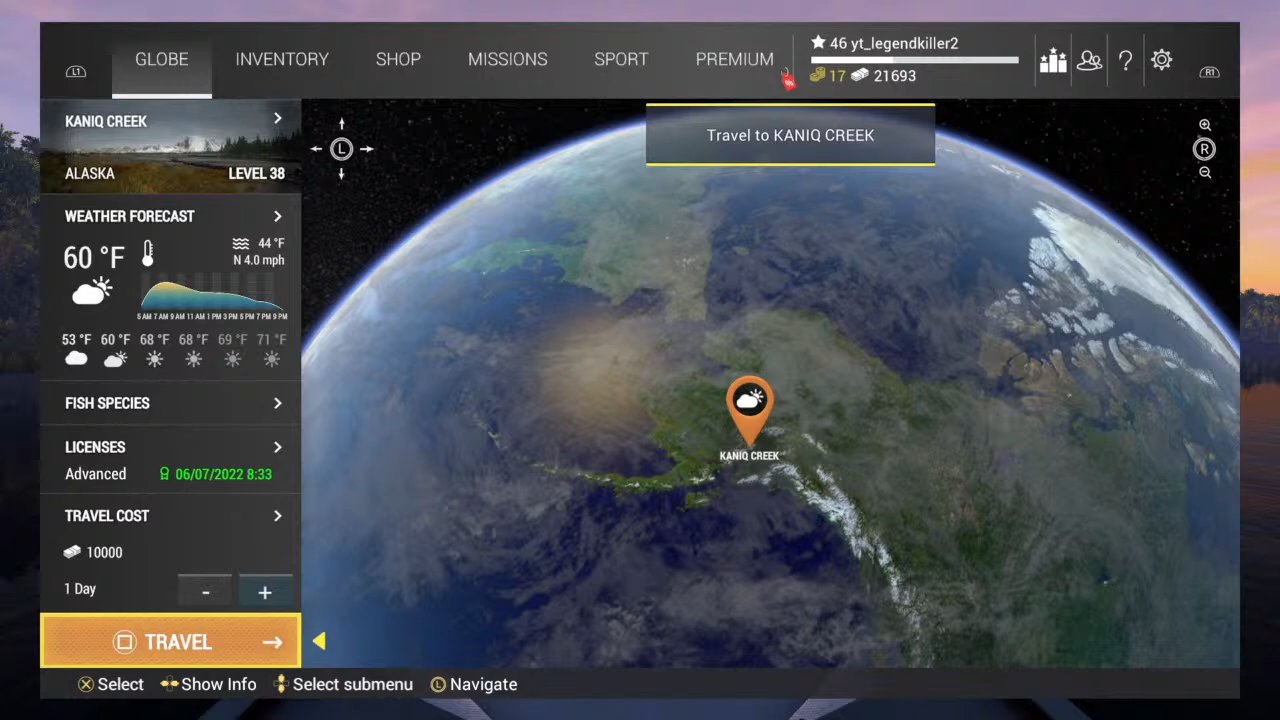 L1
GLOBE
INVENTORY
SHOP
MISSIONS
SPORT
PREMIUM
46 yt_legendkiller2
17 21693
?
R1
KANIQ CREEK
ALASKA
LEVEL 38
L
Travel to KANIQ CREEK
R
WEATHER FORECAST
60 °F
44 °F
N 4.0 mph
5 AM 7 AM 9 AM 11 AM 1 PM 3 PM 5 PM 7 PM 9 PM
53 °F 60 °F 68 °F 68 °F 69 °F 71 °F
FISH SPECIES
LICENSES
Advanced 06/07/2022 8:33
TRAVEL COST
10000
1 Day - +
TRAVEL
KANIQ CREEK
Select Show Info Select submenu L Navigate